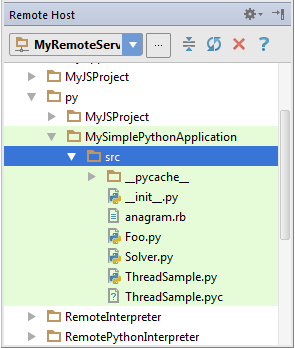 Remote Host
MyRemoteServ
...
MyJSProject
py
MyJSProject
MySimplePythonApplication
src
__pycache__
__init__.py
anagram.rb
Foo.py
Solver.py
ThreadSample.py
ThreadSample.pyc
RemoteInterpreter
RemotePythonInterpreter